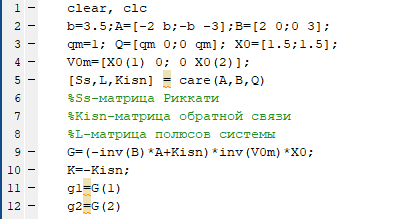 1 clear, clc
2 b=3.5;A=[-2 b;-b -3];B=[2 0;0 3];
3 qm=1; Q=[qm 0;0 qm]; X0=[1.5;1.5];
4 V0m=[X0(1) 0; 0 X0(2)];
5 [Ss,L,Kisn] = care(A,B,Q)
6 %Ss-матрица Риккати
7 %Kisn-матрица обратной связи
8 %L-матрица полюсов системы
9 G=(-inv(B)*A+Kisn)*inv(V0m)*X0;
10 K=-Kisn;
11 g1=G(1)
12 g2=G(2)